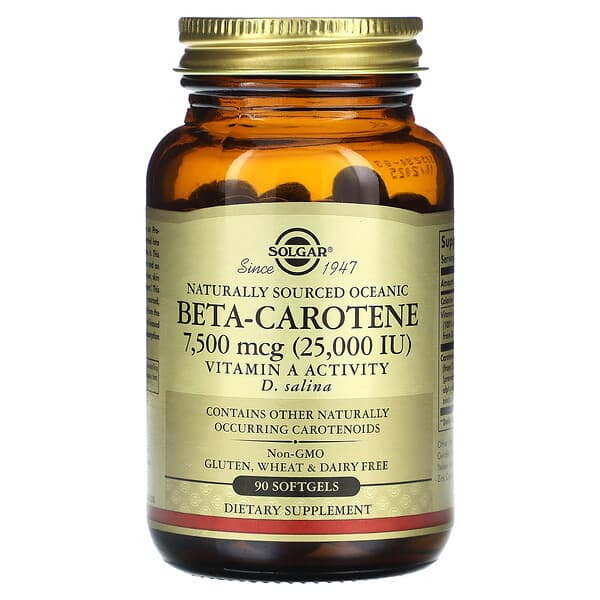 SOLGAR®
Since 1947
NATURALLY SOURCED OCEANIC
BETA-CAROTENE
7,500 mcg (25,000 IU)
VITAMIN A ACTIVITY
D. salina
CONTAINS OTHER NATURALLY
OCCURRING CAROTENOIDS
NON-GMO
GLUTEN, WHEAT & DAIRY FREE
90 SOFTGELS
DIETARY SUPPLEMENT